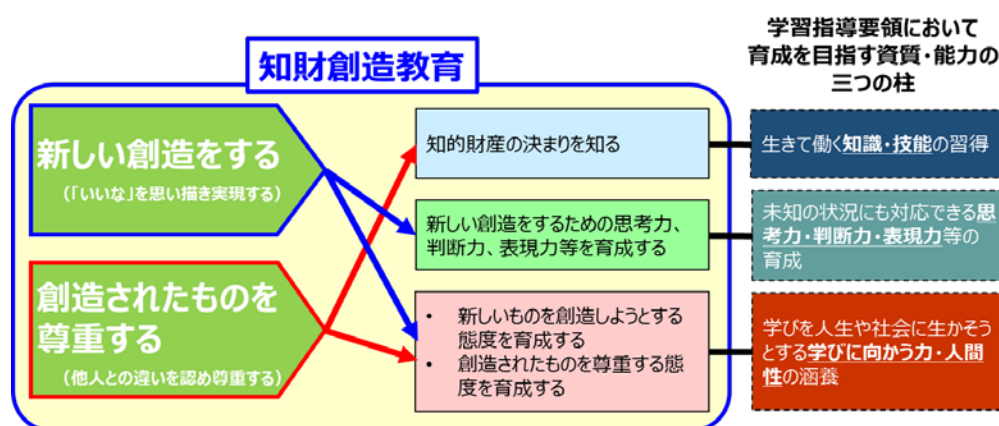 学習指導要領において
育成を目指す資質・能力の
三つの柱
知財創造教育
新しい創造をする
(「いいな」を思い描き実現する)
創造されたものを
尊重する
(他人との違いを認め尊重する)
知的財産の決まりを知る
新しい創造をするための思考力、
判断力、表現力等を育成する
• 新しいものを創造しようとする
態度を育成する
• 創造されたものを尊重する態
度を育成する
生きて働く知識・技能の習得
未知の状況にも対応できる思
考力・判断力・表現力等の
育成
学びを人生や社会に生かそう
とする学びに向かう力・人間
性の涵養